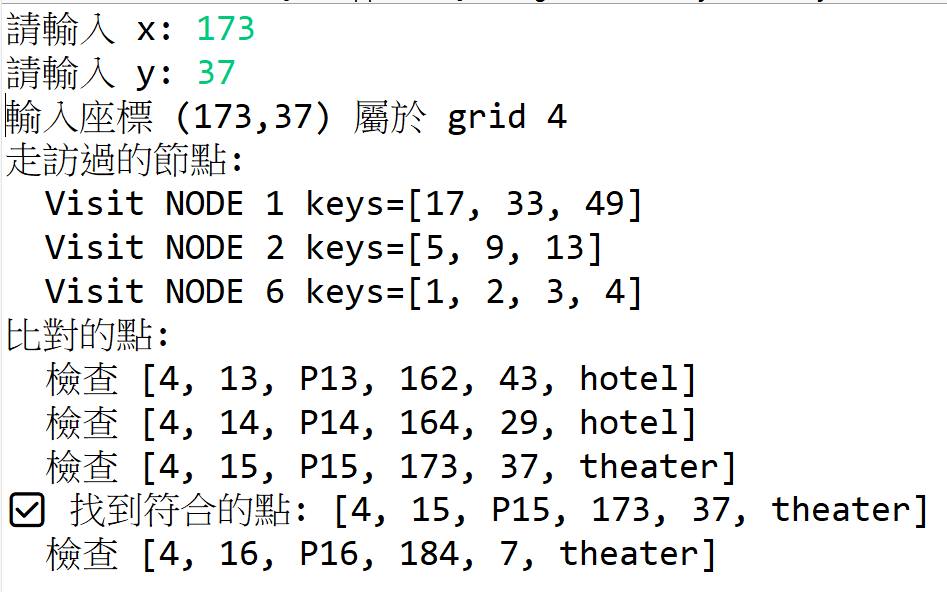 請輸入 x: 173
請輸入 y: 37
輸入座標 (173,37) 屬於 grid 4
走訪過的節點:
Visit NODE 1 keys=[17, 33, 49]
Visit NODE 2 keys=[5, 9, 13]
Visit NODE 6 keys=[1, 2, 3, 4]
比對的點:
檢查 [4, 13, P13, 162, 43, hotel]
檢查 [4, 14, P14, 164, 29, hotel]
檢查 [4, 15, P15, 173, 37, theater]
☑ 找到符合的點: [4, 15, P15, 173, 37, theater]
檢查 [4, 16, P16, 184, 7, theater]